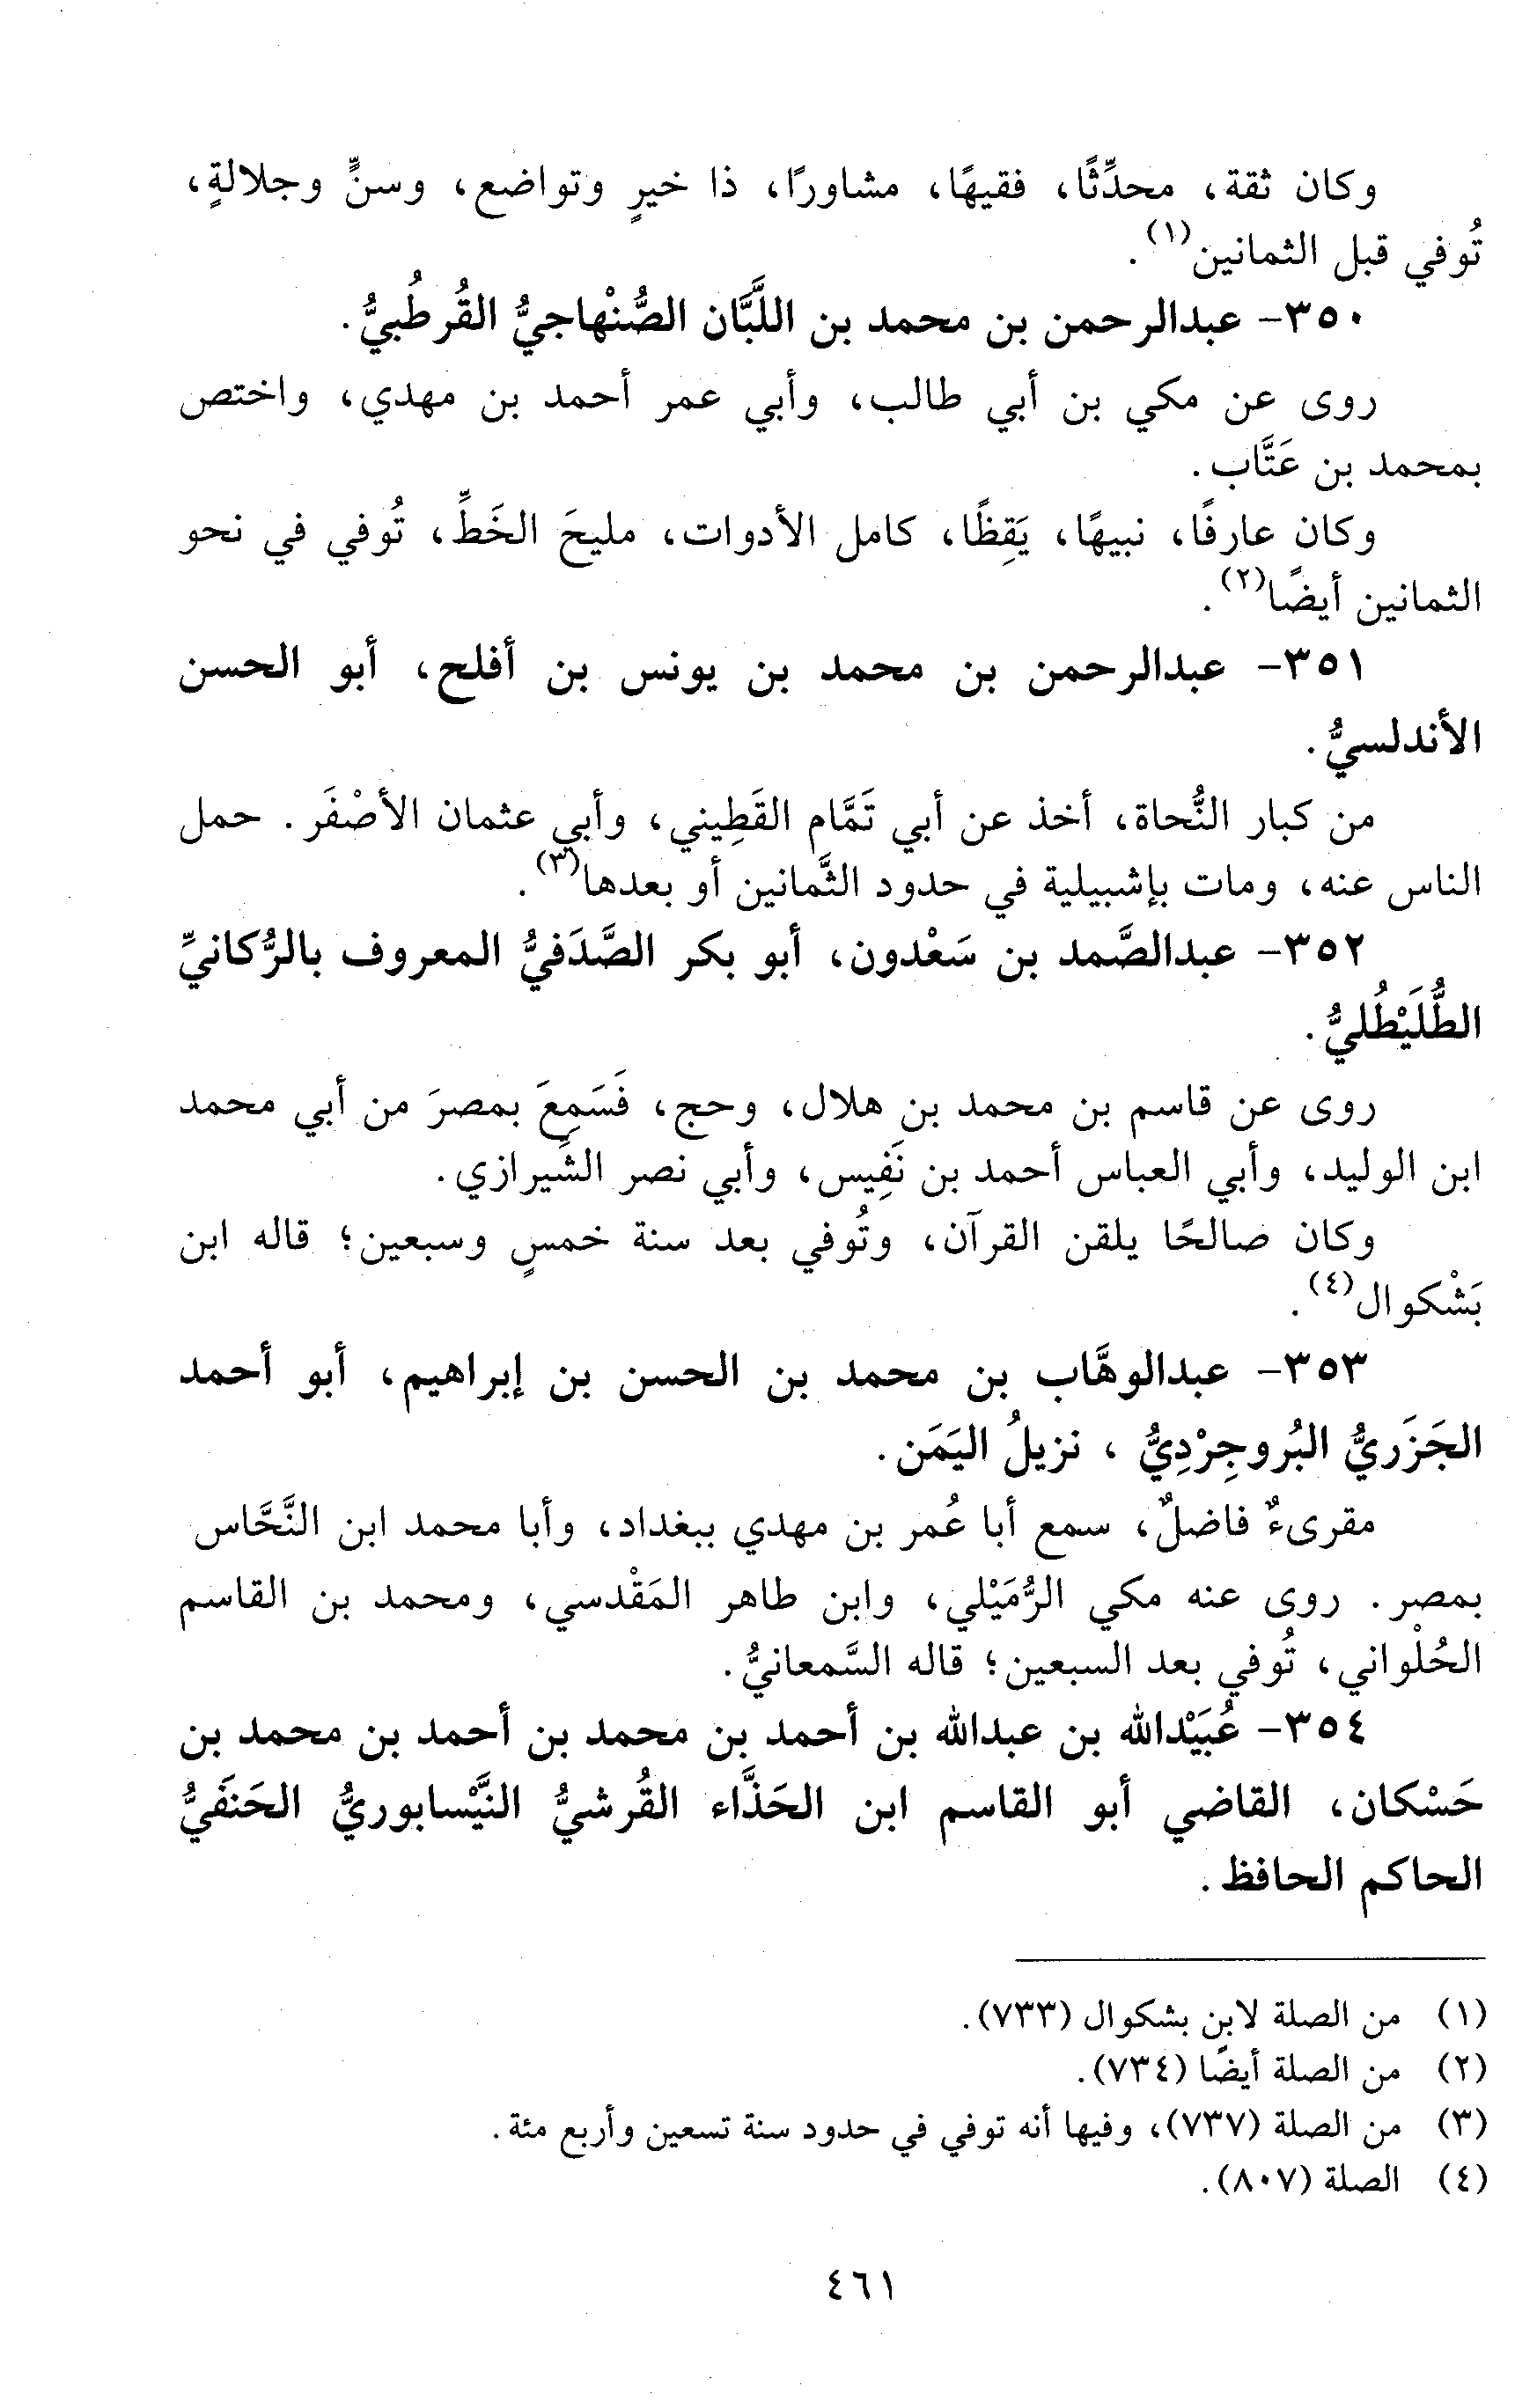 وكان ثقة، محدِّثًا، فقيهًا، مشاورًا، ذا خيرٍ وتواضع، وسنٍّ وجلالةٍ،
تُوفي قبل الثمانين(١).
٣٥٠- عبدالرحمن بن محمد بن اللَّبَّان الصُّنْهاجيُّ القُرطُبيُّ.
روى عن مكي بن أبي طالب، وأبي عمر أحمد بن مهدي، واختص
بمحمد بن عَتَّاب.
وكان عارفًا، نبيهًا، يَقِظًا، كامل الأدوات، مليحَ الخَطِّ، تُوفي في نحو
الثمانين أيضًا(٢).
٣٥١- عبدالرحمن بن محمد بن يونس بن أفلح، أبو الحسن
الأندلسيُّ.
من كبار النُّحاة، أخذ عن أبي تَمَّام القَطِيني، وأبي عثمان الأصْفَر. حمل
الناس عنه، ومات بإشبيلية في حدود الثَّمانين أو بعدها(٣).
٣٥٢- عبدالصَّمد بن سَعْدون، أبو بكر الصَّدَفيُّ المعروف بالرُّكانيِّ
الطُّلَيْطُليُّ.
روى عن قاسم بن محمد بن هلال، وحج، فَسَمِعَ بمصرَ من أبي محمد
ابن الوليد، وأبي العباس أحمد بن نَفِيس، وأبي نصر الشِّيرازي.
وكان صالحًا يلقن القرآن، وتُوفي بعد سنة خمسٍ وسبعين؛ قاله ابن
بَشْكوال(٤).
٣٥٣- عبدالوهَّاب بن محمد بن الحسن بن إبراهيم، أبو أحمد
الجَزَريُّ البُروجِرْدِيُّ، نزيلُ اليَمَن.
مقرىءٌ فاضلٌ، سمع أبا عُمر بن مهدي ببغداد، وأبا محمد ابن النَّحَّاس
بمصر. روى عنه مكي الرُّمَيْلي، وابن طاهر المَقْدسي، ومحمد بن القاسم
الحُلْواني، تُوفي بعد السبعين؛ قاله السَّمعانيُّ.
٣٥٤- عُبَيْدالله بن عبدالله بن أحمد بن محمد بن أحمد بن محمد بن
حَسْكان، القاضي أبو القاسم ابن الحَذَّاء القُرشيُّ النَّيْسابوريُّ الحَنَفيُّ
الحاكم الحافظ.
(١) من الصلة لابن بشكوال (٧٣٣).
(٢) من الصلة أيضًا (٧٣٤).
(٣) من الصلة (٧٣٧)، وفيها أنه توفي في حدود سنة تسعين وأربع مئة.
(٤) الصلة (٨٠٧).
٤٦١